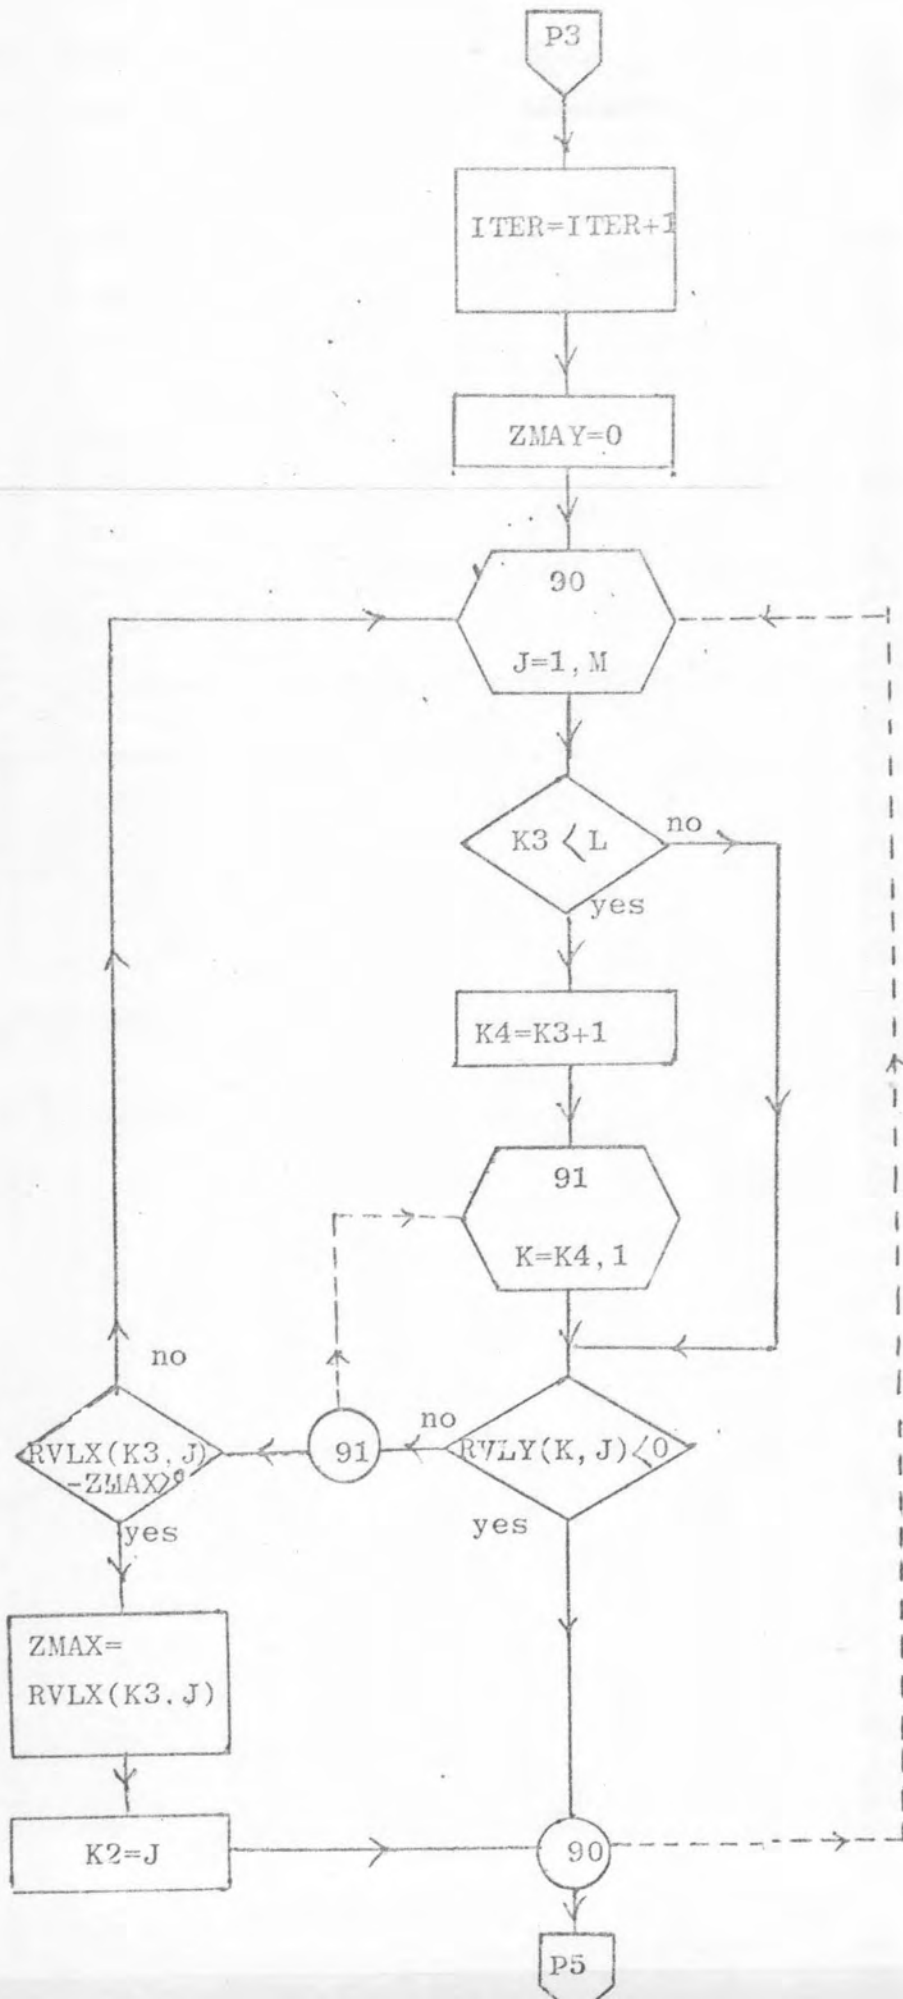 P3
ITER=ITER+1
ZMAY=0
90
J=1,M
K3 <L
no
yes
K4=K3+1
91
K=K4,1
no
no
RVLX(K3,J)
-ZMAX>0
91
RVLY(K,J)<0
yes
yes
ZMAX=
RVLX(K3,J)
K2=J
90
P5